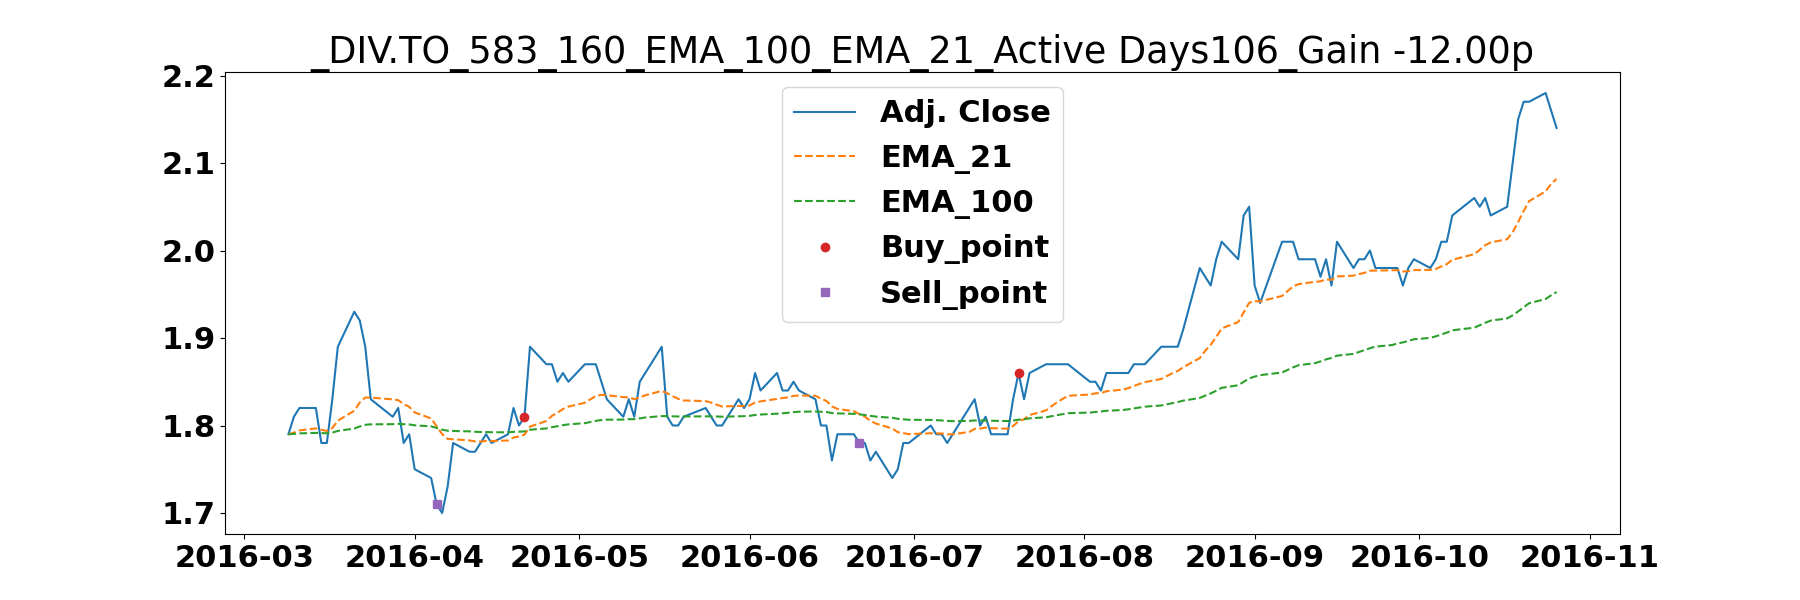 _DIV.TO_583_160_EMA_100_EMA_21_Active Days106_Gain -12.00p
2.2
2.1
2.0
1.9
1.8
1.7
Adj. Close
EMA_21
EMA_100
Buy_point
Sell_point
2016-03 2016-04 2016-05 2016-06 2016-07 2016-08 2016-09 2016-10 2016-11